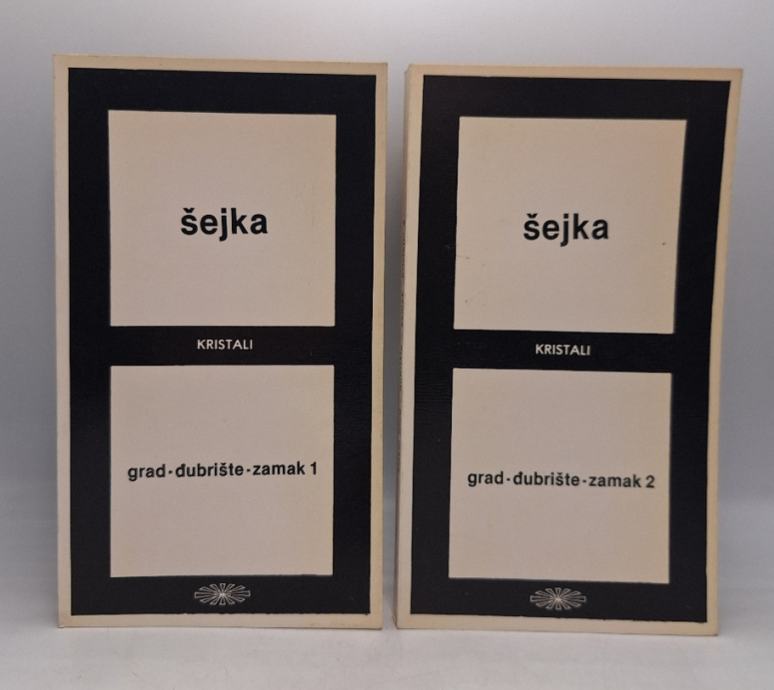 šejka
KRISTALI
grad·đubrište·zamak 1
šejka
KRISTALI
grad·đubrište·zamak 2